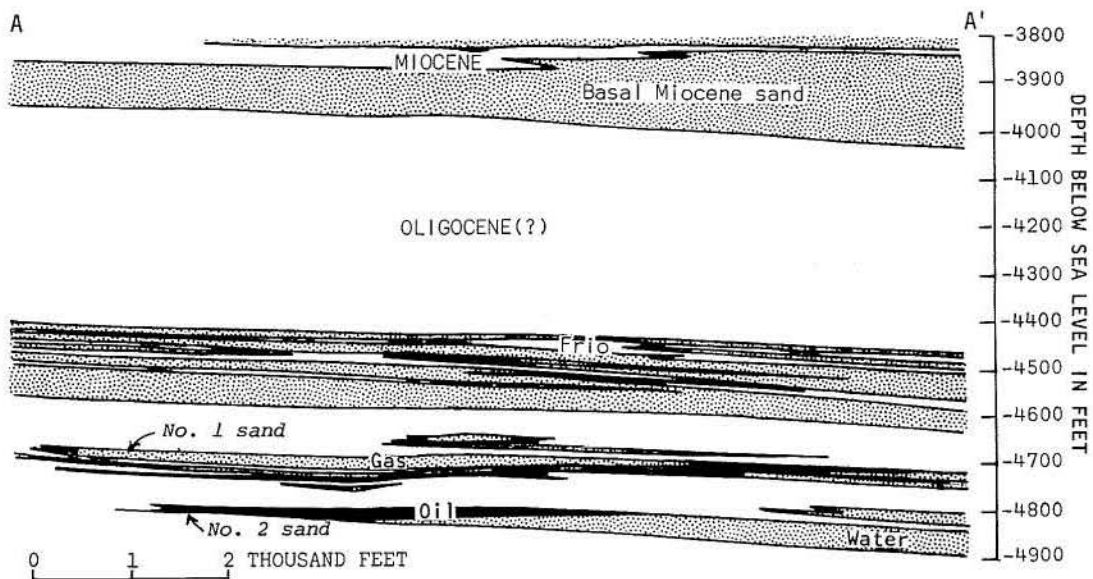 A
A'
-3800
MIOCENE
-3900
Basal Miocene sand
-4000
-4100
OLIGOCENE(?)
-4200
-4300
-4400
Frio
-4500
-4600
No. 1 sand
Gas
-4700
Oil
-4800
No. 2 sand
Water
-4900
0 1 2 THOUSAND FEET
DEPTH BELOW SEA LEVEL IN FEET